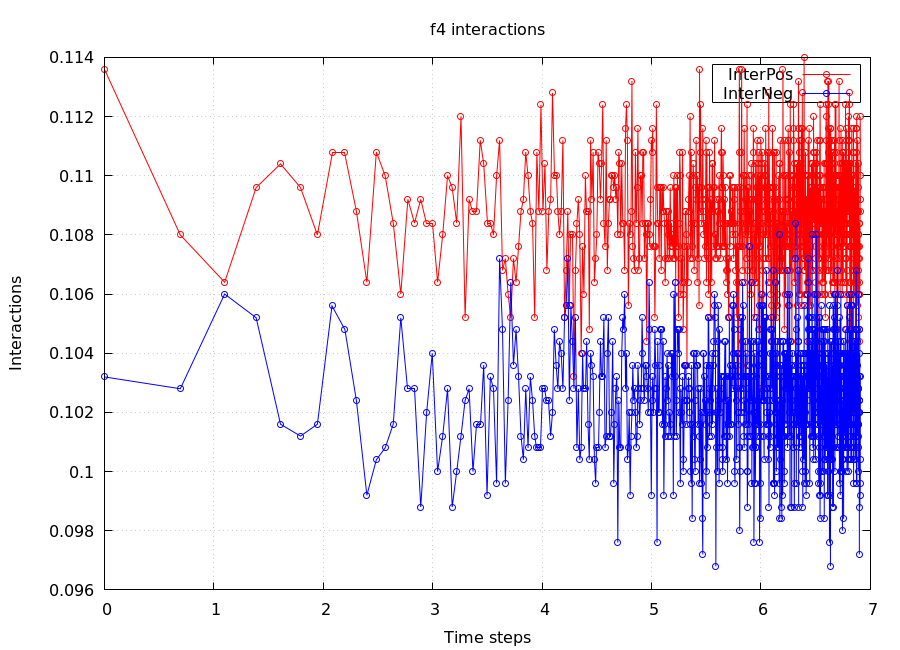 f4 interactions
InterPos
InterNeg
0.114
0.112
0.11
0.108
0.106
0.104
0.102
0.1
0.098
0.096
Interactions
0 1 2 3 4 5 6 7
Time steps